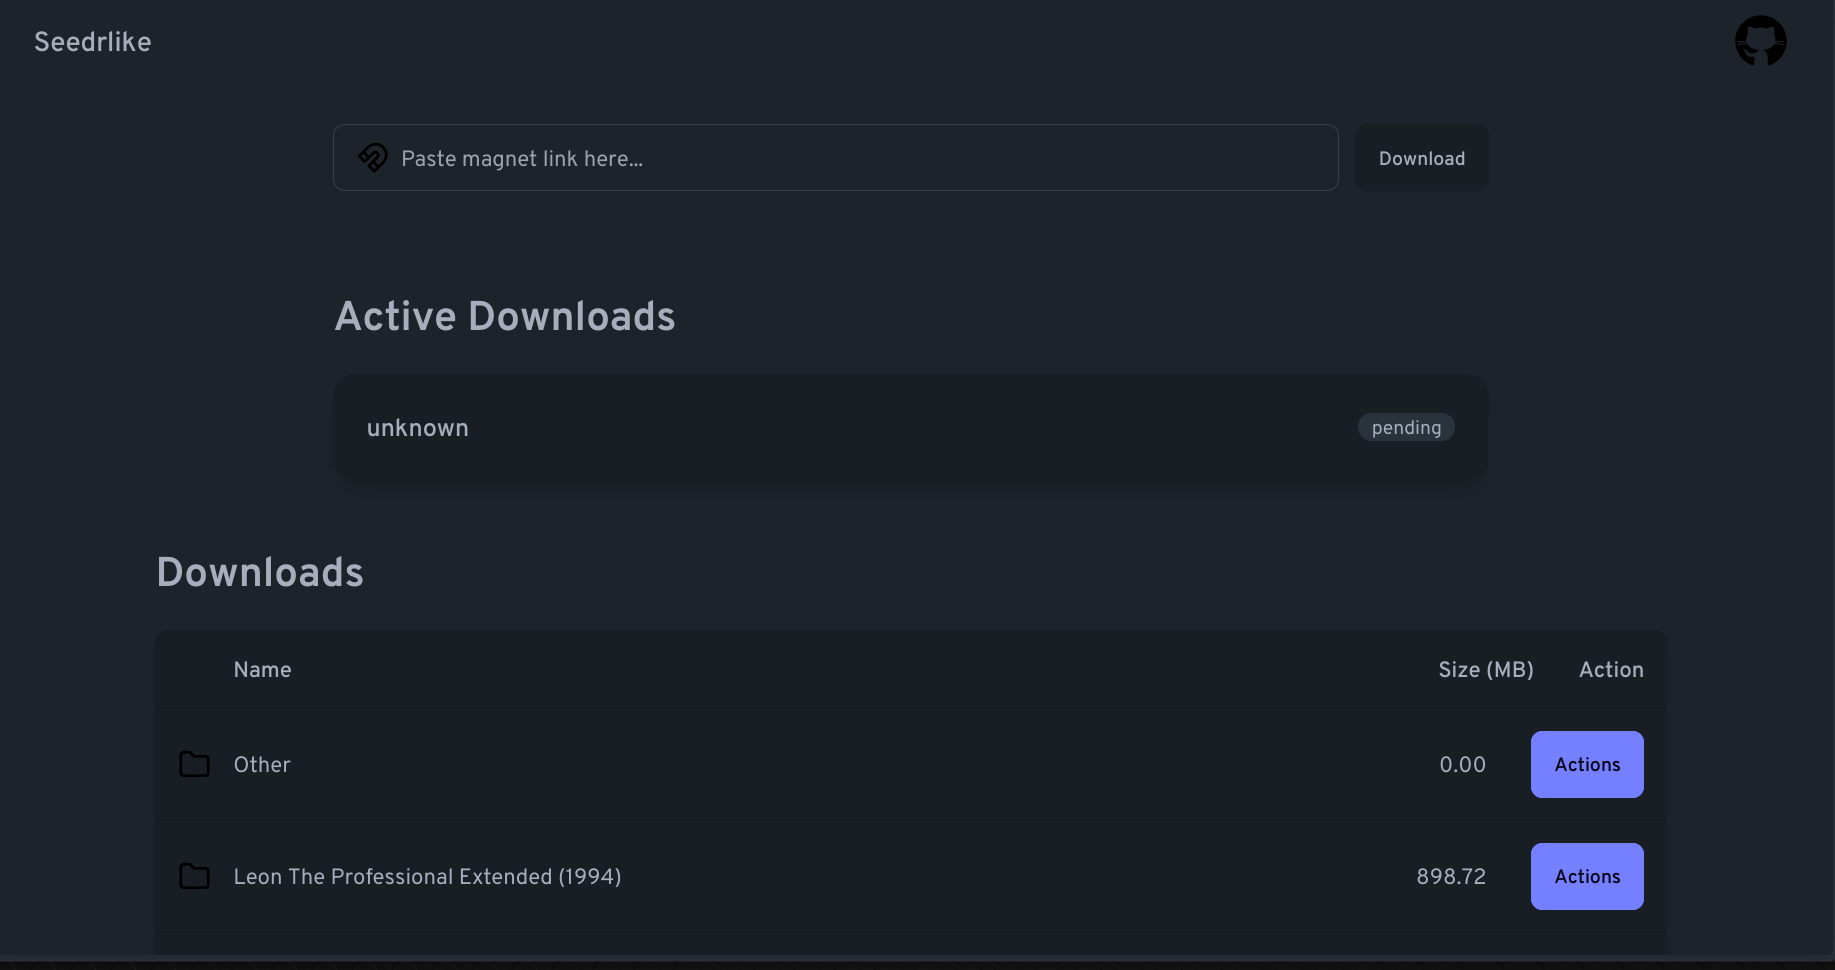 Seedrlike
Paste magnet link here...
Download
Active Downloads
unknown
pending
Downloads
Name
Size (MB)
Action
Other
0.00
Actions
Leon The Professional Extended (1994)
898.72
Actions